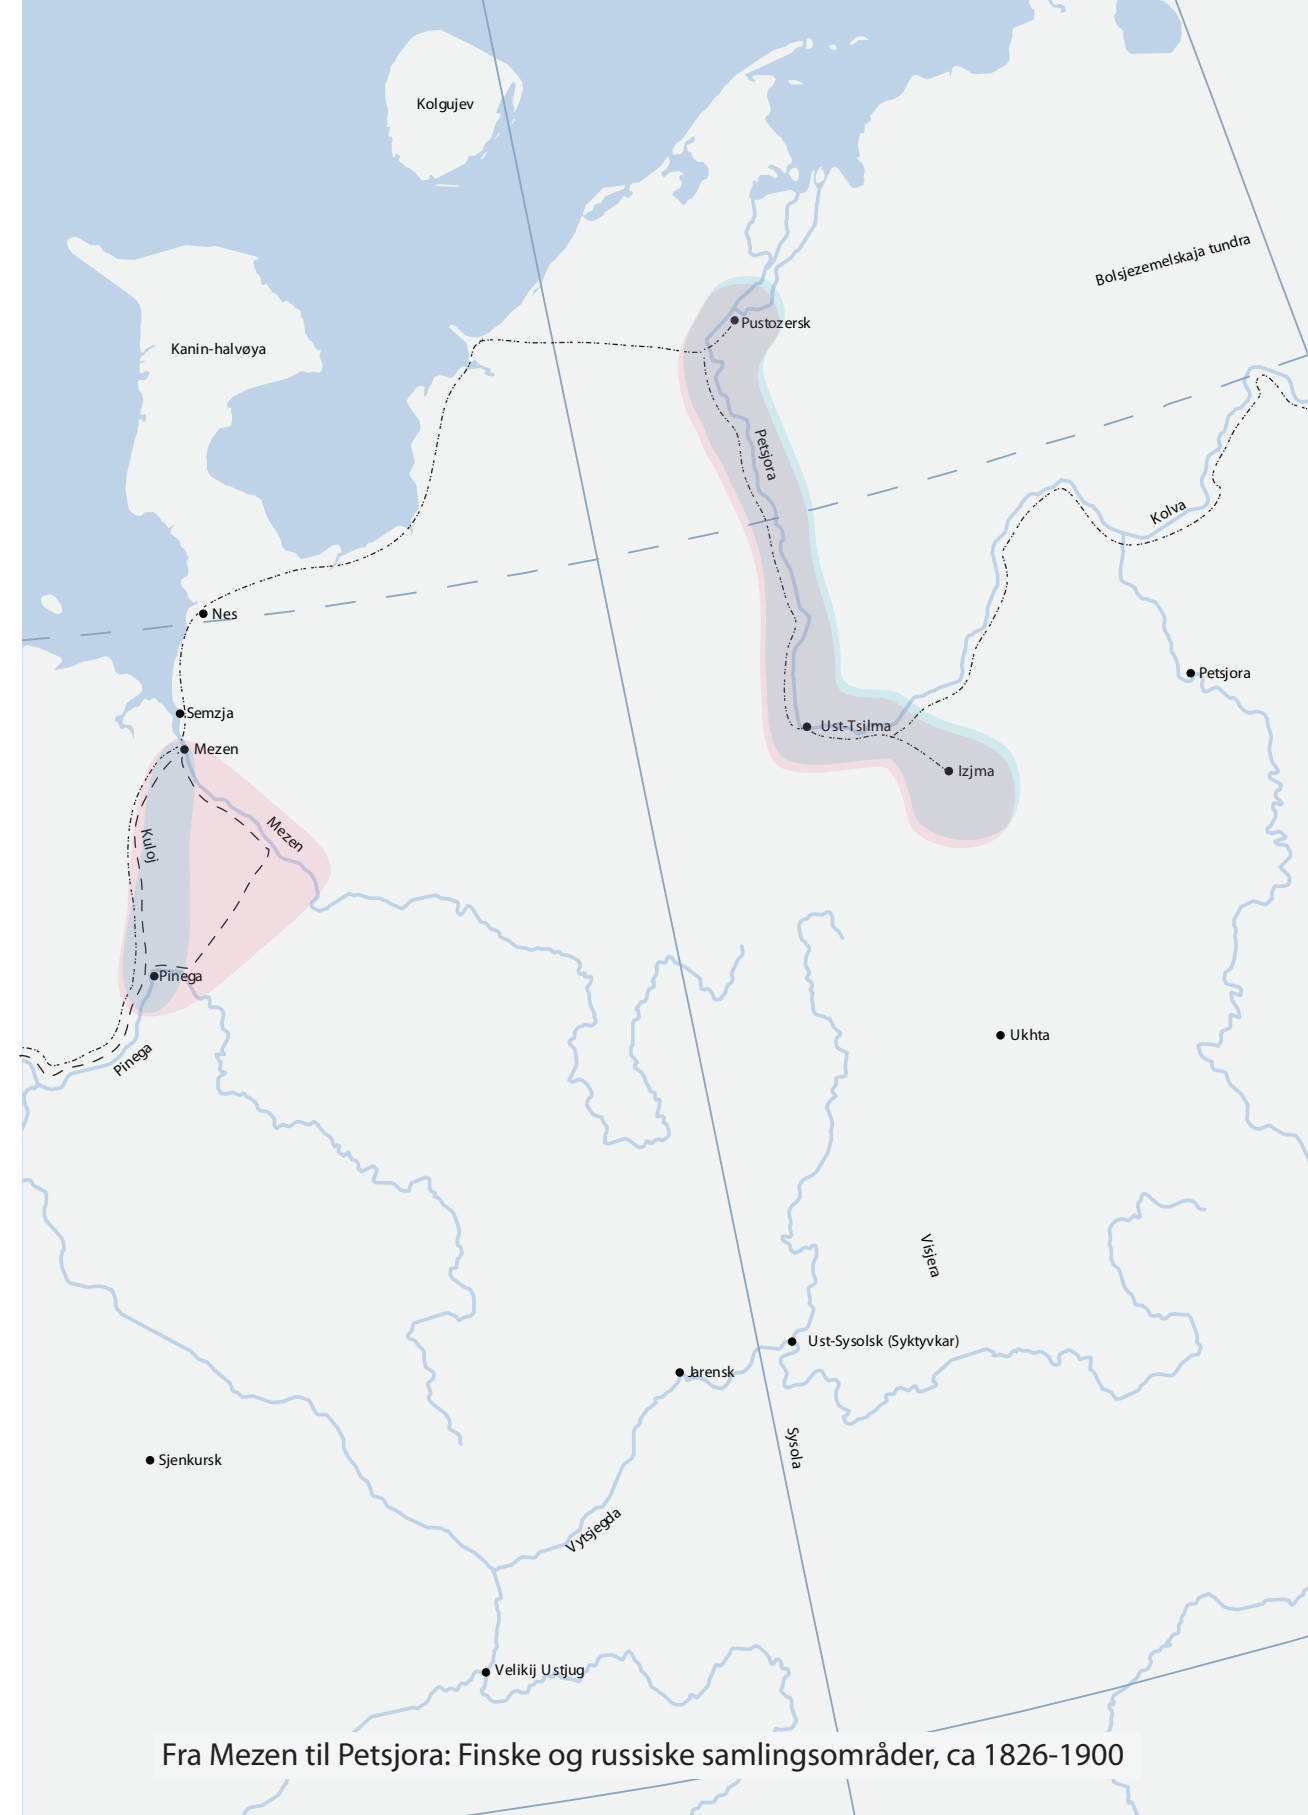 Kolgujev
Bolsjezemelskaja tundra
Pustozersk
Kanin-halvøya
Petsjora
Kolva
Nes
Petsjora
Semzja
Ust-Tsilma
Mezen
Izjma
Mezen
Kuloj
Pinega
Ukhta
Pinega
Visjera
Ust-Sysolsk (Syktyvkar)
Jarensk
Sysola
Sjenkursk
Vytsjegda
Velikij Ustjug
Fra Mezen til Petsjora: Finske og russiske samlingsområder, ca 1826-1900